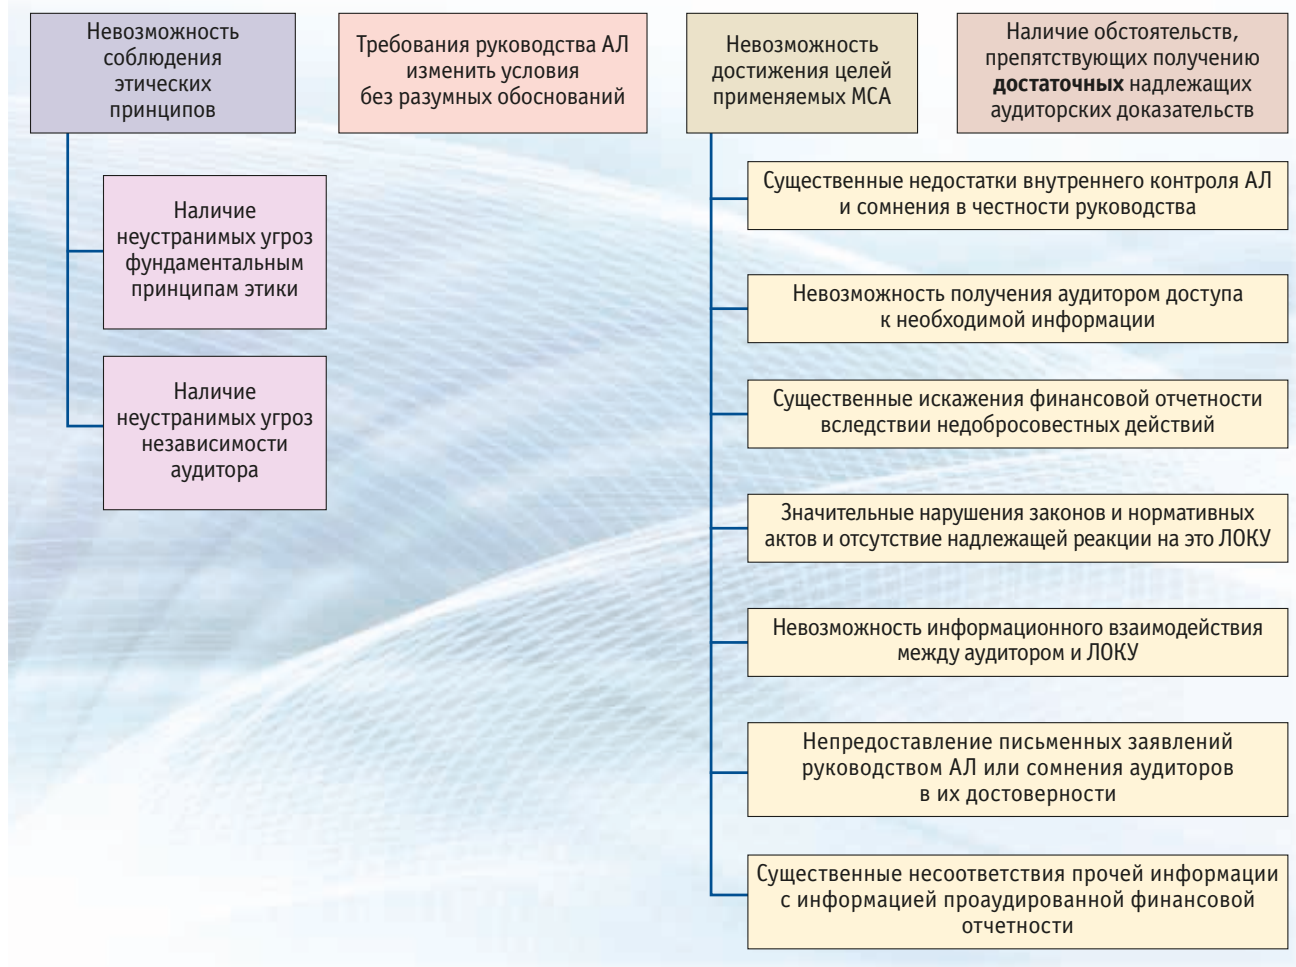 Невозможность
соблюдения
этических
принципов
Требования руководства АЛ
изменить условия
без разумных обоснований
Невозможность
достижения целей
применяемых МСА
Наличие обстоятельств,
препятствующих получению
достаточных надлежащих
аудиторских доказательств
Наличие
неустранимых угроз
фундаментальным
принципам этики
Наличие
неустранимых угроз
независимости
аудитора
Существенные недостатки внутреннего контроля АЛ
и сомнения в честности руководства
Невозможность получения аудитором доступа
к необходимой информации
Существенные искажения финансовой отчетности
вследствии недобросовестных действий
Значительные нарушения законов и нормативных
актов и отсутствие надлежащей реакции на это ЛОКУ
Невозможность информационного взаимодействия
между аудитором и ЛОКУ
Непредоставление письменных заявлений
руководством АЛ или сомнения аудиторов
в их достоверности
Существенные несоответствия прочей информации
с информацией проаудированной финансовой
отчетности